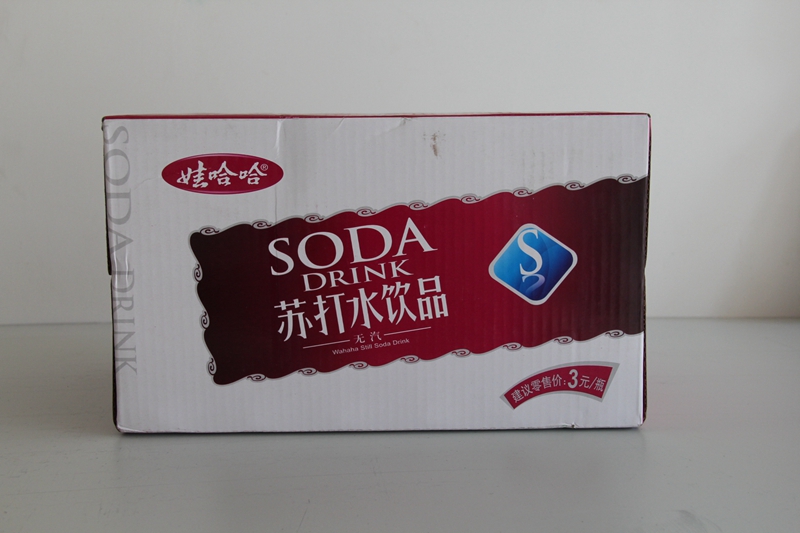 SODA DRINK
娃哈哈®
SODA
DRINK
苏打水饮品
无汽
Wahaha Still Soda Drink
S
建议零售价:3元/瓶